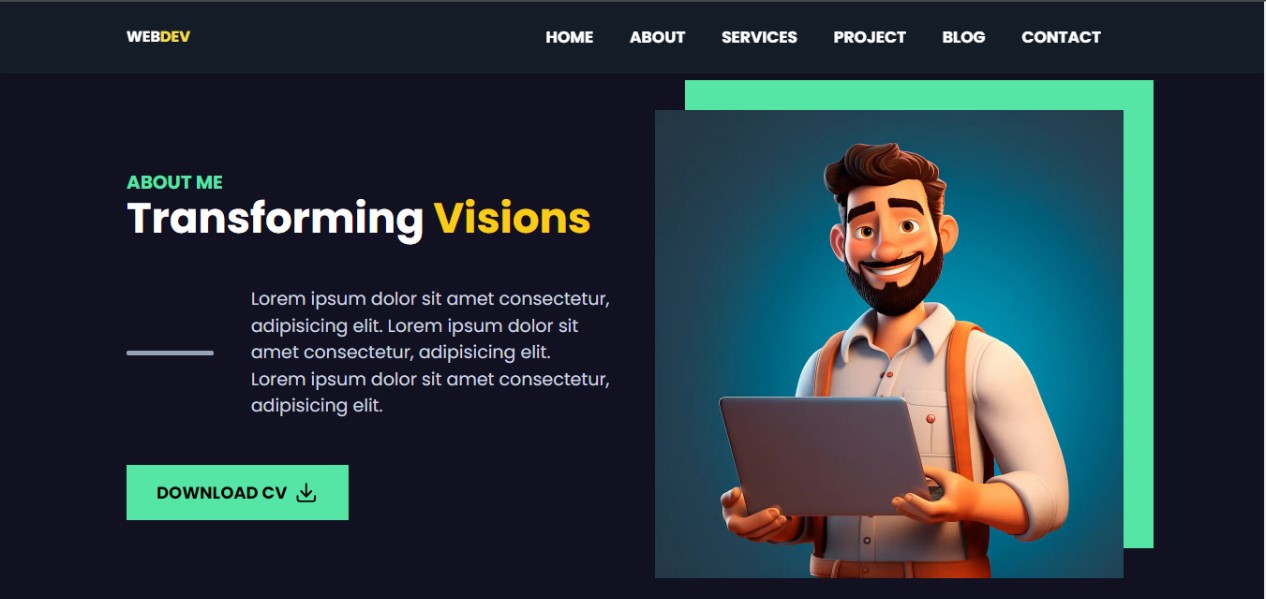 WEBDEV
HOME ABOUT SERVICES PROJECT BLOG CONTACT
ABOUT ME
Transforming Visions
Lorem ipsum dolor sit amet consectetur,
adipisicing elit. Lorem ipsum dolor sit
amet consectetur, adipisicing elit.
Lorem ipsum dolor sit amet consectetur,
adipisicing elit.
DOWNLOAD CV